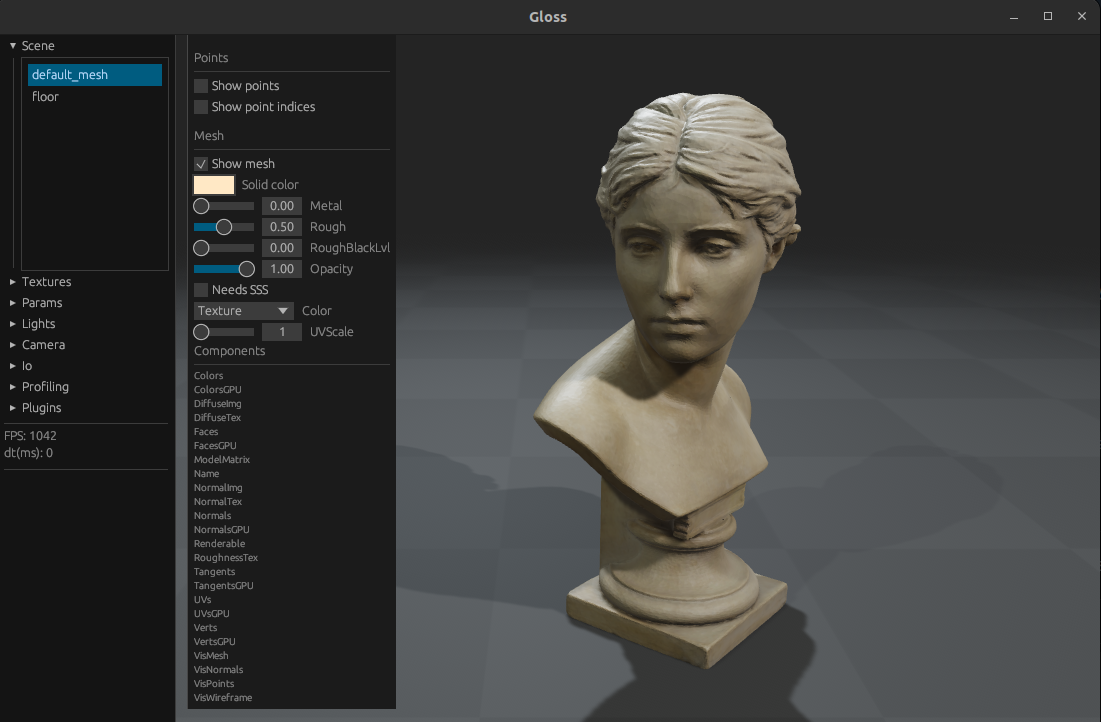 Gloss
Scene
default_mesh
floor
Textures
Params
Lights
Camera
Io
Profiling
Plugins
FPS: 1042
dt(ms): 0
Points
Show points
Show point indices
Mesh
Show mesh
Solid color
0.00 Metal
0.50 Rough
0.00 RoughBlackLvl
1.00 Opacity
Needs SSS
Texture Color
1 UVScale
Components
Colors
ColorsGPU
DiffuseImg
DiffuseTex
Faces
FacesGPU
ModelMatrix
Name
NormalImg
NormalTex
Normals
NormalsGPU
Renderable
RoughnessTex
Tangents
TangentsGPU
UVs
UVsGPU
Verts
VertsGPU
VisMesh
VisNormals
VisPoints
VisWireframe